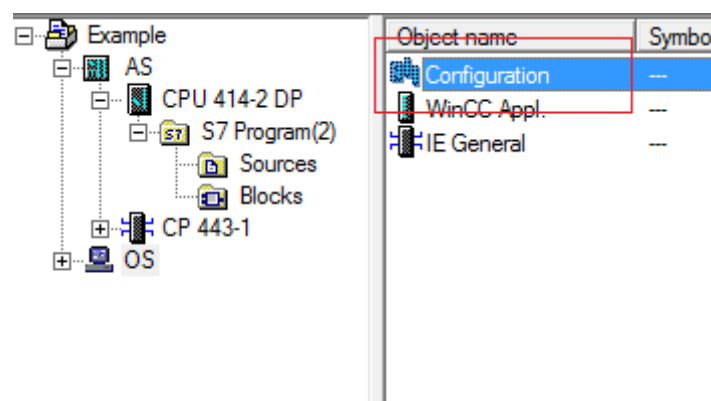 Example
AS
CPU 414-2 DP
S7 S7 Program(2)
Sources
Blocks
CP 443-1
OS
Object name Symbo
Configuration ---
WinCC Appl. ---
IE General ---